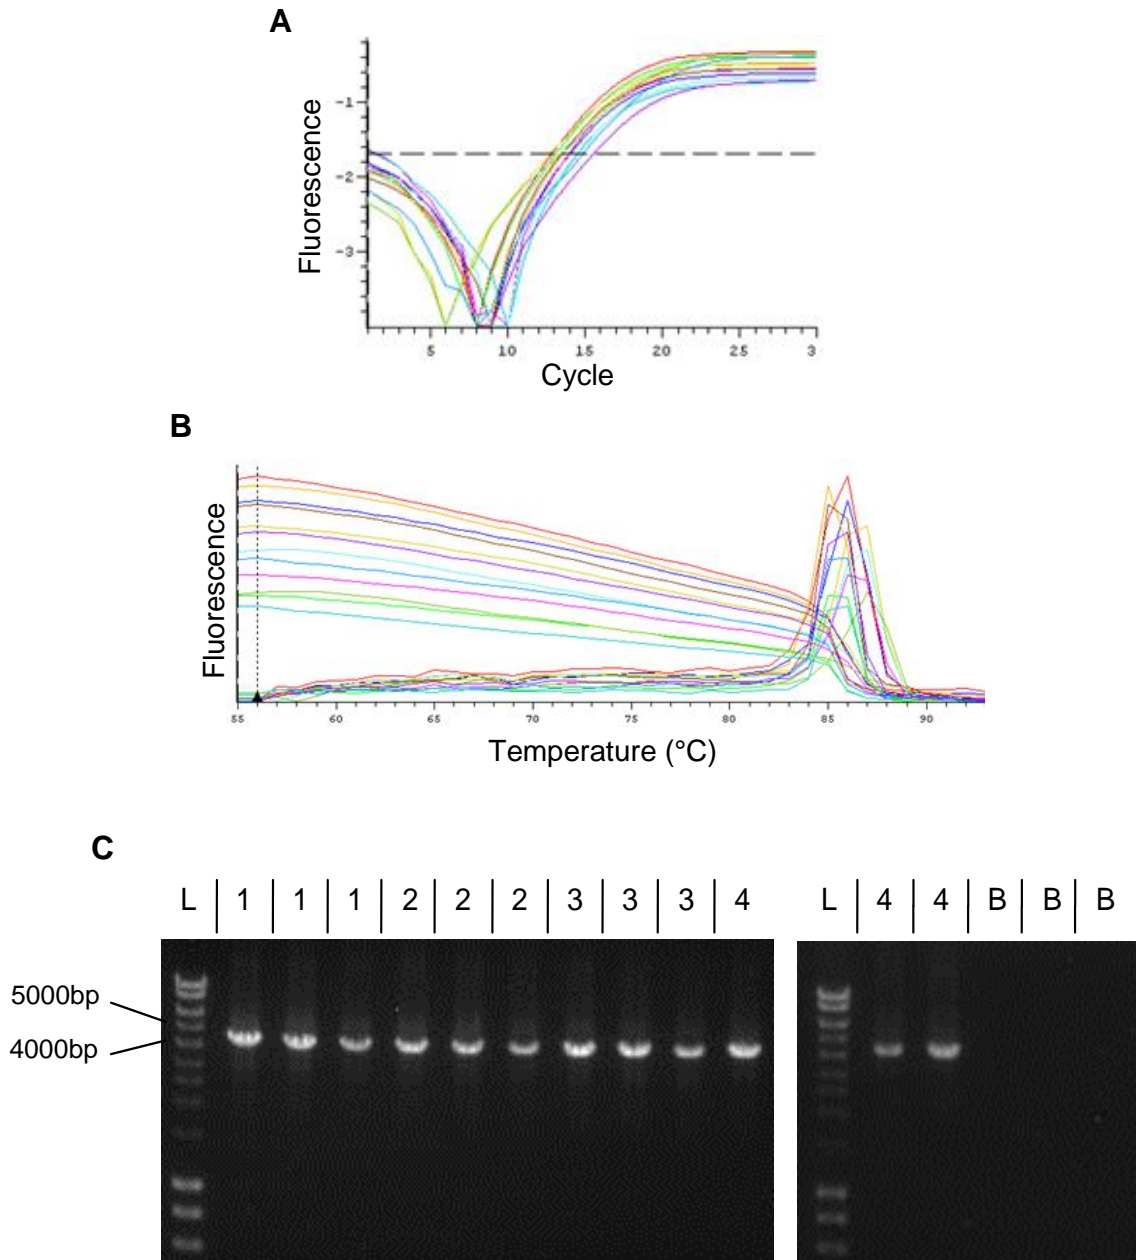 A
Fluorescence
-1
-2
-3
5 10 15 20 25 3
Cycle
B
Fluorescence
55 60 65 70 75 80 85 90
Temperature (°C)
C
L 1 1 1 2 2 2 3 3 3 4 L 4 4 B B B
5000bp
4000bp